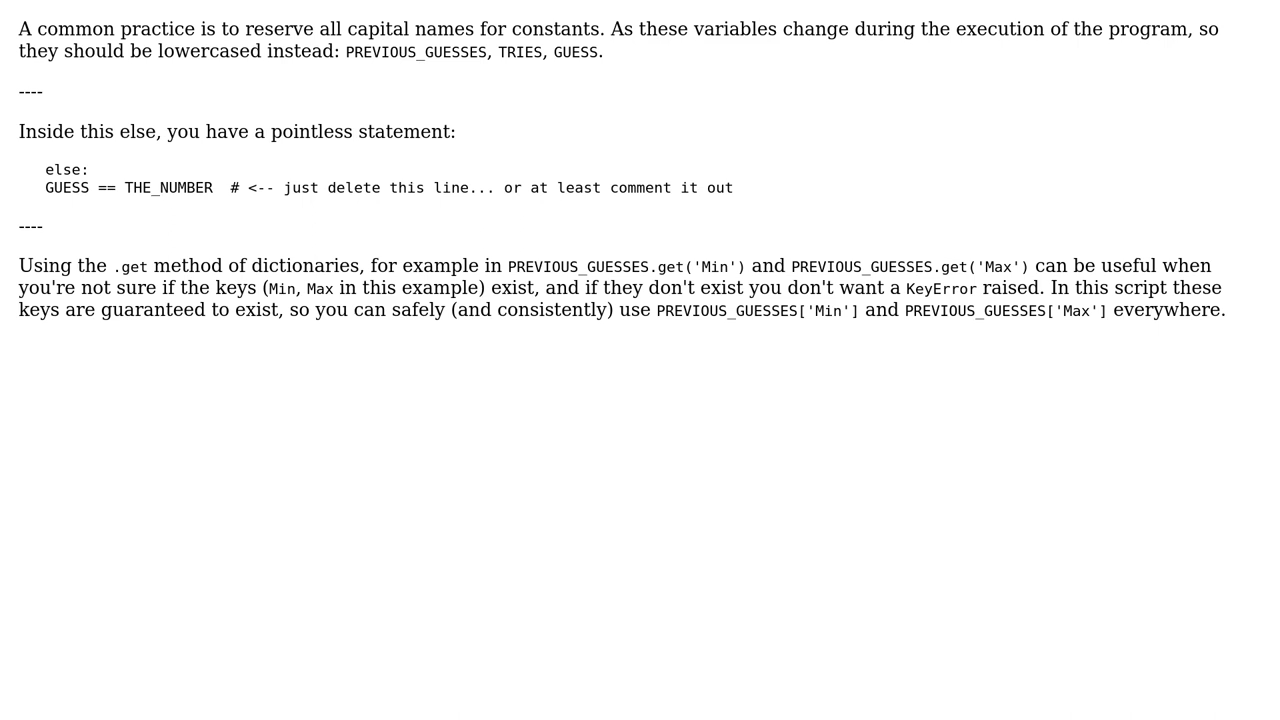 A common practice is to reserve all capital names for constants. As these variables change during the execution of the program, so
they should be lowercased instead: PREVIOUS_GUESSES, TRIES, GUESS.
----
Inside this else, you have a pointless statement:
else:
GUESS == THE_NUMBER  # <-- just delete this line... or at least comment it out
----
Using the .get method of dictionaries, for example in PREVIOUS_GUESSES.get('Min') and PREVIOUS_GUESSES.get('Max') can be useful when
you're not sure if the keys (Min, Max in this example) exist, and if they don't exist you don't want a KeyError raised. In this script these
keys are guaranteed to exist, so you can safely (and consistently) use PREVIOUS_GUESSES['Min'] and PREVIOUS_GUESSES['Max'] everywhere.